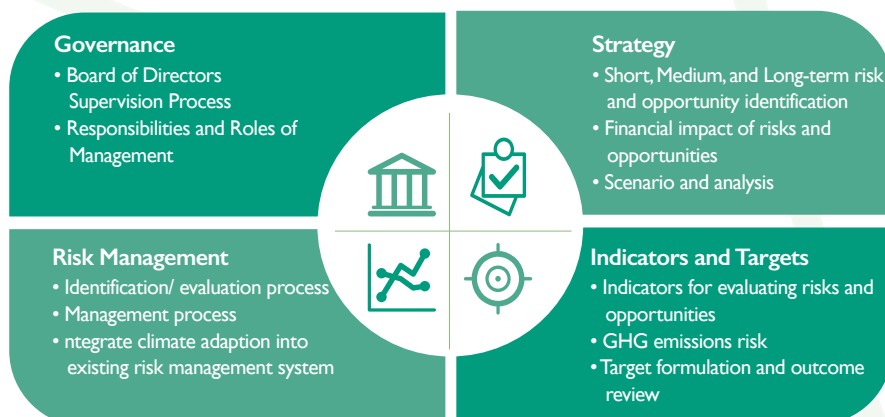 Governance
• Board of Directors
Supervision Process
• Responsibilities and Roles of
Management
Strategy
• Short, Medium, and Long-term risk
and opportunity identification
• Financial impact of risks and
opportunities
• Scenario and analysis
Risk Management
• Identification/ evaluation process
• Management process
• ntegrate climate adaption into
existing risk management system
Indicators and Targets
• Indicators for evaluating risks and
opportunities
• GHG emissions risk
• Target formulation and outcome
review